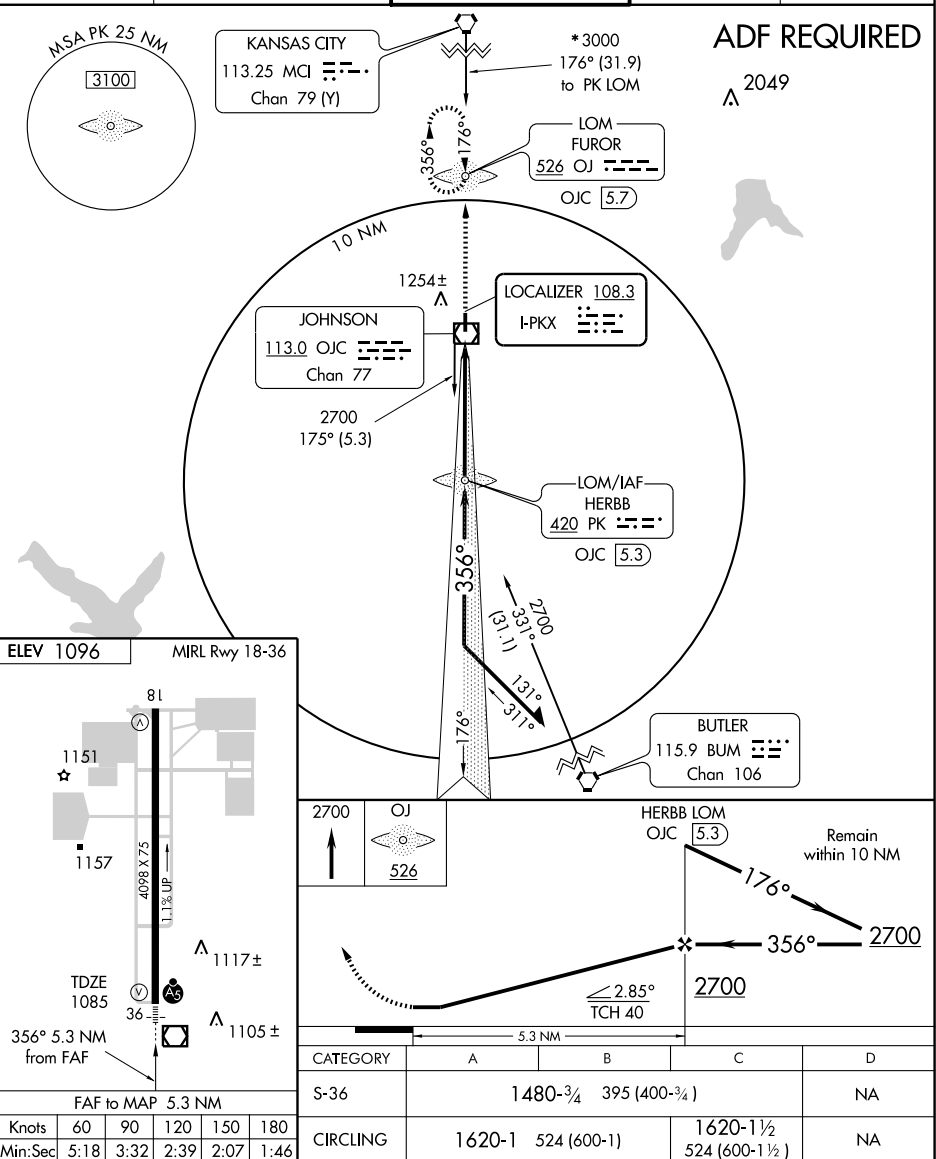 MSA PK 25 NM
3100
KANSAS CITY
113.25 MCI
Chan 79 (Y)
*3000
176° (31.9)
to PK LOM
ADF REQUIRED
2049
356°
176°
LOM
FUROR
526 OJ
OJC 5.7
10 NM
1254±
LOCALIZER 108.3
I-PKX
JOHNSON
113.0 OJC
Chan 77
2700
175° (5.3)
LOM/IAF
HERBB
420 PK
OJC 5.3
356°
2700
331°
(31.1)
131°
311°
176°
BUTLER
115.9 BUM
Chan 106
ELEV 1096
MIRL Rwy 18-36
18
V
1151
1157
4098 X 75
1.1% UP
1117±
TDZE
1085
V
A5
36
1105±
356° 5.3 NM
from FAF
FAF to MAP 5.3 NM
Knots 60 90 120 150 180
Min:Sec 5:18 3:32 2:39 2:07 1:46
2700
OJ
526
HERBB LOM
OJC 5.3
Remain
within 10 NM
176°
356°
2700
2700
2.85°
TCH 40
5.3 NM
CATEGORY A B C D
S-36 1480-¾ 395 (400-¾) NA
CIRCLING 1620-1 524 (600-1) 1620-1½ NA
524 (600-1½)